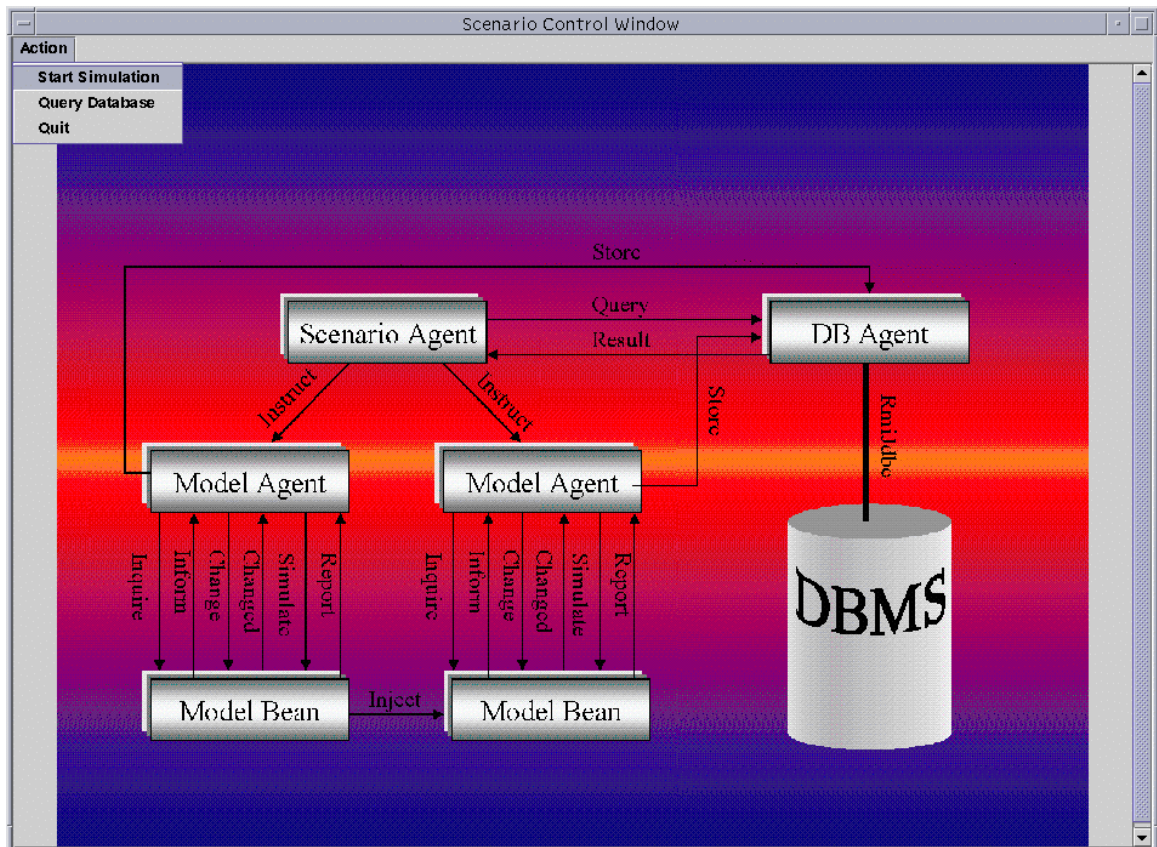 Scenario Control Window
Action
Start Simulation
Query Database
Quit
Store
Query
Scenario Agent
DB Agent
Result
Instruct
Instruct
Store
RmiJdbc
Model Agent
Model Agent
Inquire
Inform
Change
Changed
Simulate
Report
Inquire
Inform
Change
Changed
Simulate
Report
DBMS
Model Bean
Inject
Model Bean